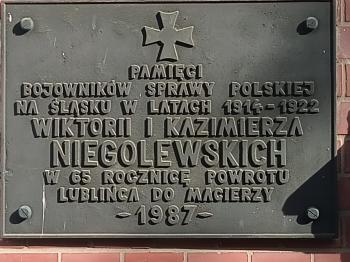 PAMIĘCI
BOJOWNIKÓW SPRAWY POLSKIEJ
NA ŚLĄSKU W LATACH 1914-1922
WIKTORII I KAZIMIERZA
NIEGOLEWSKICH
W 65 ROCZNICĘ POWROTU
LUBLIŃCA DO MACIERZY
-1987-